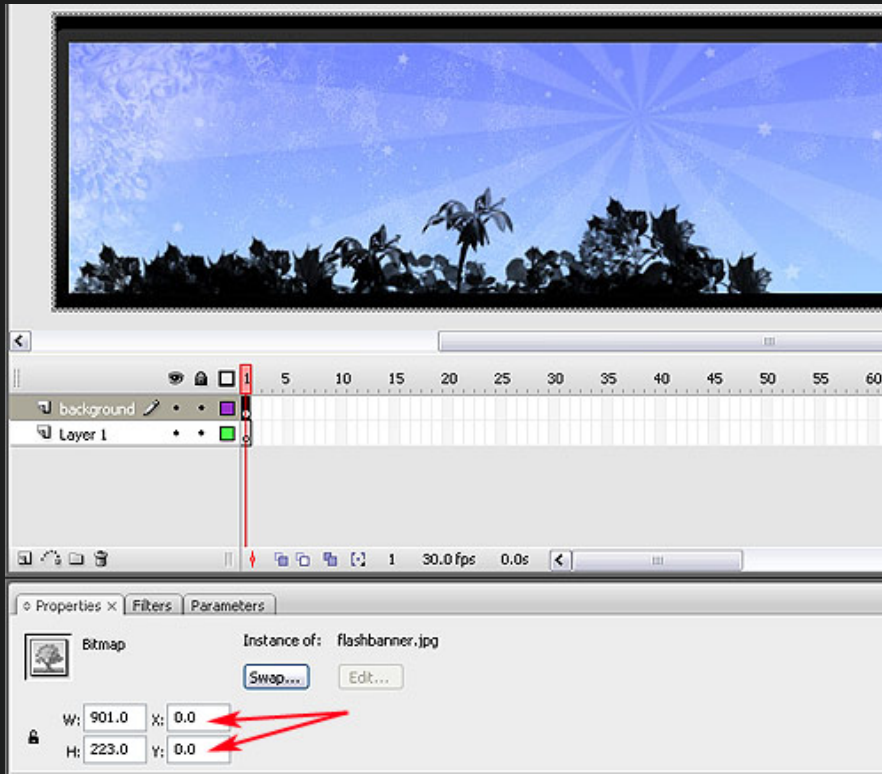 1 5 10 15 20 25 30 35 40 45 50 55 60
background
Layer 1
1 30.0 fps 0.0s
Properties × Filters Parameters
Bitmap Instance of: flashbanner.jpg
Swap... Edit...
W: 901.0 X: 0.0
H: 223.0 Y: 0.0